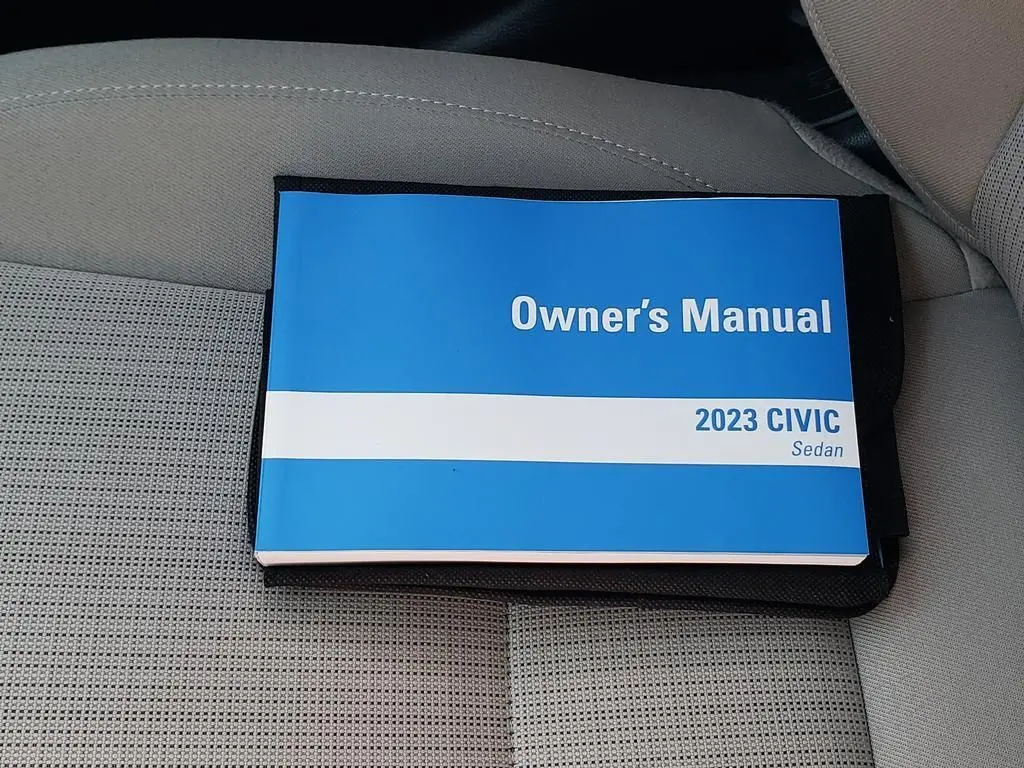 Owner's Manual
2023 CIVIC
Sedan